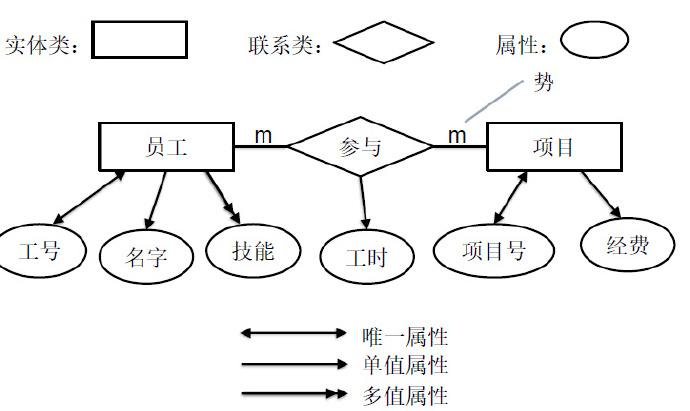 实体类: 联系类: 属性:
势
员工 m 参与 m 项目
工号 名字 技能 工时 项目号 经费
唯一属性
单值属性
多值属性